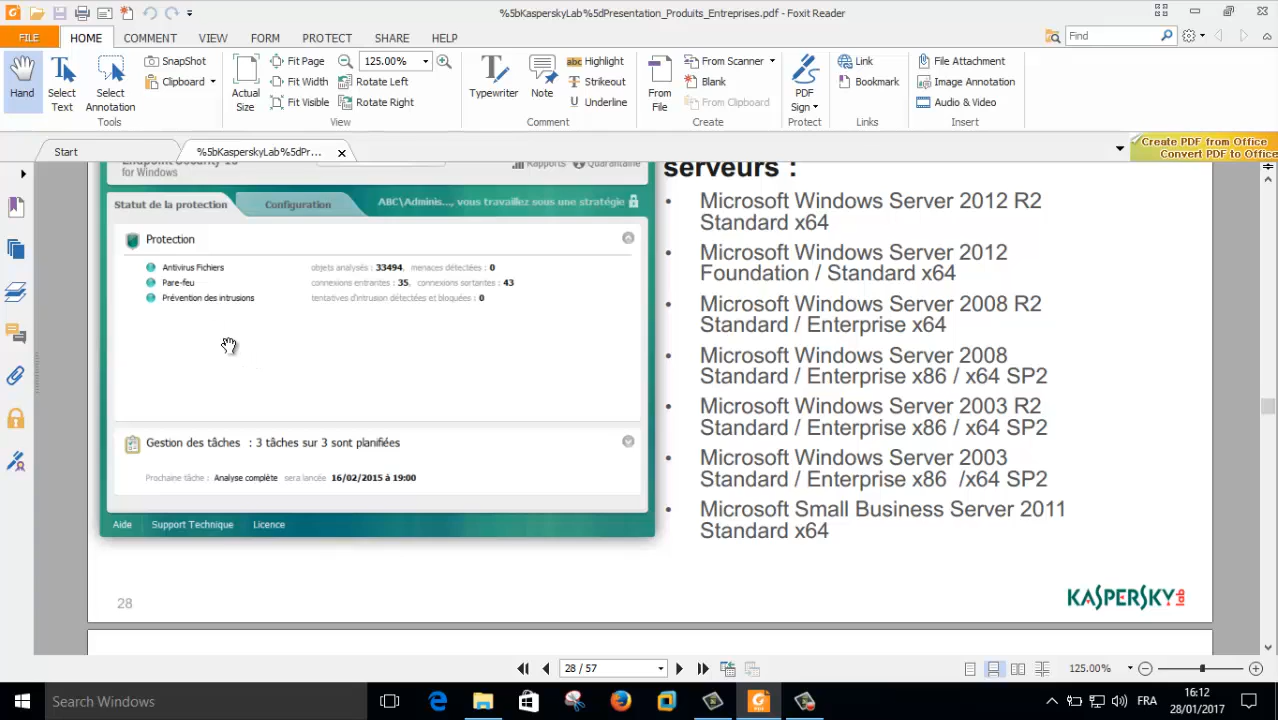 %5bKasperskyLab%5dPresentation_Produits_Entreprises.pdf - Foxit Reader
FILE HOME COMMENT VIEW FORM PROTECT SHARE HELP
Find
Hand
Select Text
Select Annotation
SnapShot
Clipboard
Tools
Actual Size
Fit Page
Fit Width
Fit Visible
125.00%
Rotate Left
Rotate Right
View
Typewriter
Note
abc Highlight
Strikeout
Underline
Comment
From File
From Scanner
Blank
From Clipboard
Create
PDF Sign
Protect
Link
Bookmark
Links
File Attachment
Image Annotation
Audio & Video
Insert
Start
%5bKasperskyLab%5dPr...
Create PDF from Office
Convert PDF to Office
for Windows
Rapports Quarantaine
Statut de la protection
Configuration
ABC\Adminis..., vous travaillez sous une stratégie
Protection
Antivirus Fichiers objets analysés : 33494, menaces détectées : 0
Pare-feu connexions entrantes : 35, connexions sortantes : 43
Prévention des intrusions tentatives d'intrusion détectées et bloquées : 0
Gestion des tâches : 3 tâches sur 3 sont planifiées
Prochaine tâche : Analyse complète sera lancée 16/02/2015 à 19:00
Aide Support Technique Licence
serveurs :
• Microsoft Windows Server 2012 R2
Standard x64
• Microsoft Windows Server 2012
Foundation / Standard x64
• Microsoft Windows Server 2008 R2
Standard / Enterprise x64
• Microsoft Windows Server 2008
Standard / Enterprise x86 / x64 SP2
• Microsoft Windows Server 2003 R2
Standard / Enterprise x86 / x64 SP2
• Microsoft Windows Server 2003
Standard / Enterprise x86 /x64 SP2
• Microsoft Small Business Server 2011
Standard x64
28
KASPERSKY lab
28 / 57
125.00%
Search Windows
FRA
16:12
28/01/2017